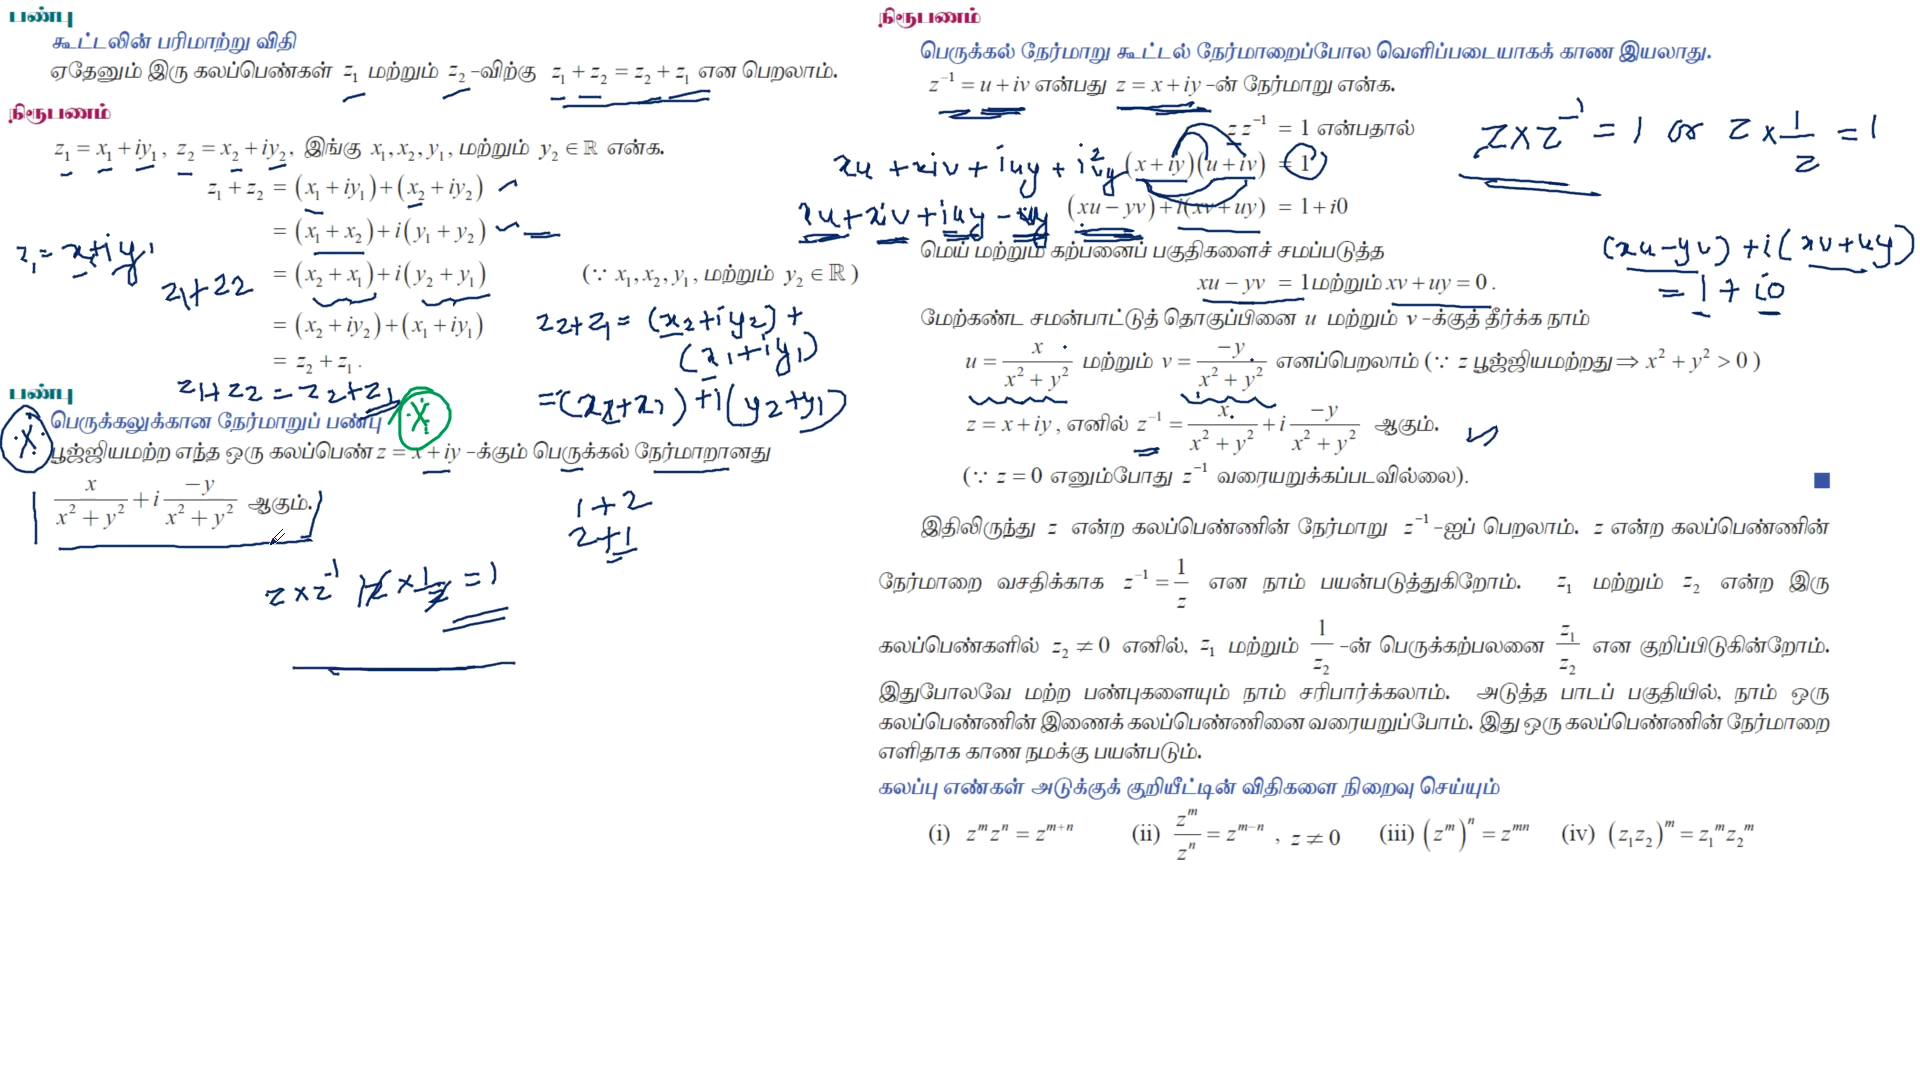 பண்பு
கூட்டலின் பரிமாற்று விதி
ஏதேனும் இரு கலப்பெண்கள் z₁ மற்றும் z₂ -விற்கு z₁ + z₂ = z₂ + z₁ என பெறலாம்.
நிரூபணம்
z₁ = x₁ + iy₁, z₂ = x₂ + iy₂, இங்கு x₁, x₂, y₁, மற்றும் y₂ ∈ ℝ என்க.
z₁ + z₂ = (x₁ + iy₁) + (x₂ + iy₂)
= (x₁ + x₂) + i(y₁ + y₂)
z₁ = x₁+iy₁
= (x₂ + x₁) + i(y₂ + y₁) (∵ x₁, x₂, y₁, மற்றும் y₂ ∈ ℝ)
z1+z2
= (x₂ + iy₂) + (x₁ + iy₁)
z2+z1 = (x2+iy2) +
(x1+iy1)
= z₂ + z₁.
z1+z2 = z2+z1
=(x2+x1)+i(y2+y1)
பண்பு
X
X
பெருக்கலுக்கான நேர்மாறுப் பண்பு
பூஜ்ஜியமற்ற எந்த ஒரு கலப்பெண் z = x + iy -க்கும் பெருக்கல் நேர்மாறானது
x/(x² + y²) + i (−y)/(x² + y²) ஆகும்.
1+2
2+1
z×z⁻¹ z×1/z =1
நிரூபணம்
பெருக்கல் நேர்மாறு கூட்டல் நேர்மாறைப்போல வெளிப்படையாகக் காண இயலாது.
z⁻¹ = u + iv என்பது z = x + iy -ன் நேர்மாறு என்க.
z z⁻¹ = 1 என்பதால்
z×z⁻¹ = 1 or z×1/z = 1
(x + iy)(u + iv) = 1
xu + xiv + iuy + i²vy
(xu − yv) + i(xv + uy) = 1 + i0
xu+xiv+iuy-
(xu-yv)+i(xv+uy)
= 1 + i0
மெய் மற்றும் கற்பனைப் பகுதிகளைச் சமப்படுத்த
xu − yv = 1 மற்றும் xv + uy = 0.
மேற்கண்ட சமன்பாட்டுத் தொகுப்பினை u மற்றும் v -க்குத் தீர்க்க நாம்
u = x/(x² + y²) மற்றும் v = −y/(x² + y²) எனப்பெறலாம் (∵ z பூஜ்ஜியமற்றது ⇒ x² + y² > 0)
z = x + iy, எனில் z⁻¹ = x/(x² + y²) + i (−y)/(x² + y²) ஆகும்.
(∵ z = 0 எனும்போது z⁻¹ வரையறுக்கப்படவில்லை).
இதிலிருந்து z என்ற கலப்பெண்ணின் நேர்மாறு z⁻¹ -ஐப் பெறலாம். z என்ற கலப்பெண்ணின்
நேர்மாறை வசதிக்காக z⁻¹ = 1/z என நாம் பயன்படுத்துகிறோம். z₁ மற்றும் z₂ என்ற இரு
கலப்பெண்களில் z₂ ≠ 0 எனில், z₁ மற்றும் 1/z₂ -ன் பெருக்கற்பலனை z₁/z₂ என குறிப்பிடுகின்றோம்.
இதுபோலவே மற்ற பண்புகளையும் நாம் சரிபார்க்கலாம். அடுத்த பாடப் பகுதியில், நாம் ஒரு
கலப்பெண்ணின் இணைக் கலப்பெண்ணினை வரையறுப்போம். இது ஒரு கலப்பெண்ணின் நேர்மாறை
எளிதாக காண நமக்கு பயன்படும்.
கலப்பு எண்கள் அடுக்குக் குறியீட்டின் விதிகளை நிறைவு செய்யும்
(i) zᵐzⁿ = zᵐ⁺ⁿ (ii) zᵐ/zⁿ = zᵐ⁻ⁿ, z ≠ 0 (iii) (zᵐ)ⁿ = zᵐⁿ (iv) (z₁z₂)ᵐ = z₁ᵐz₂ᵐ